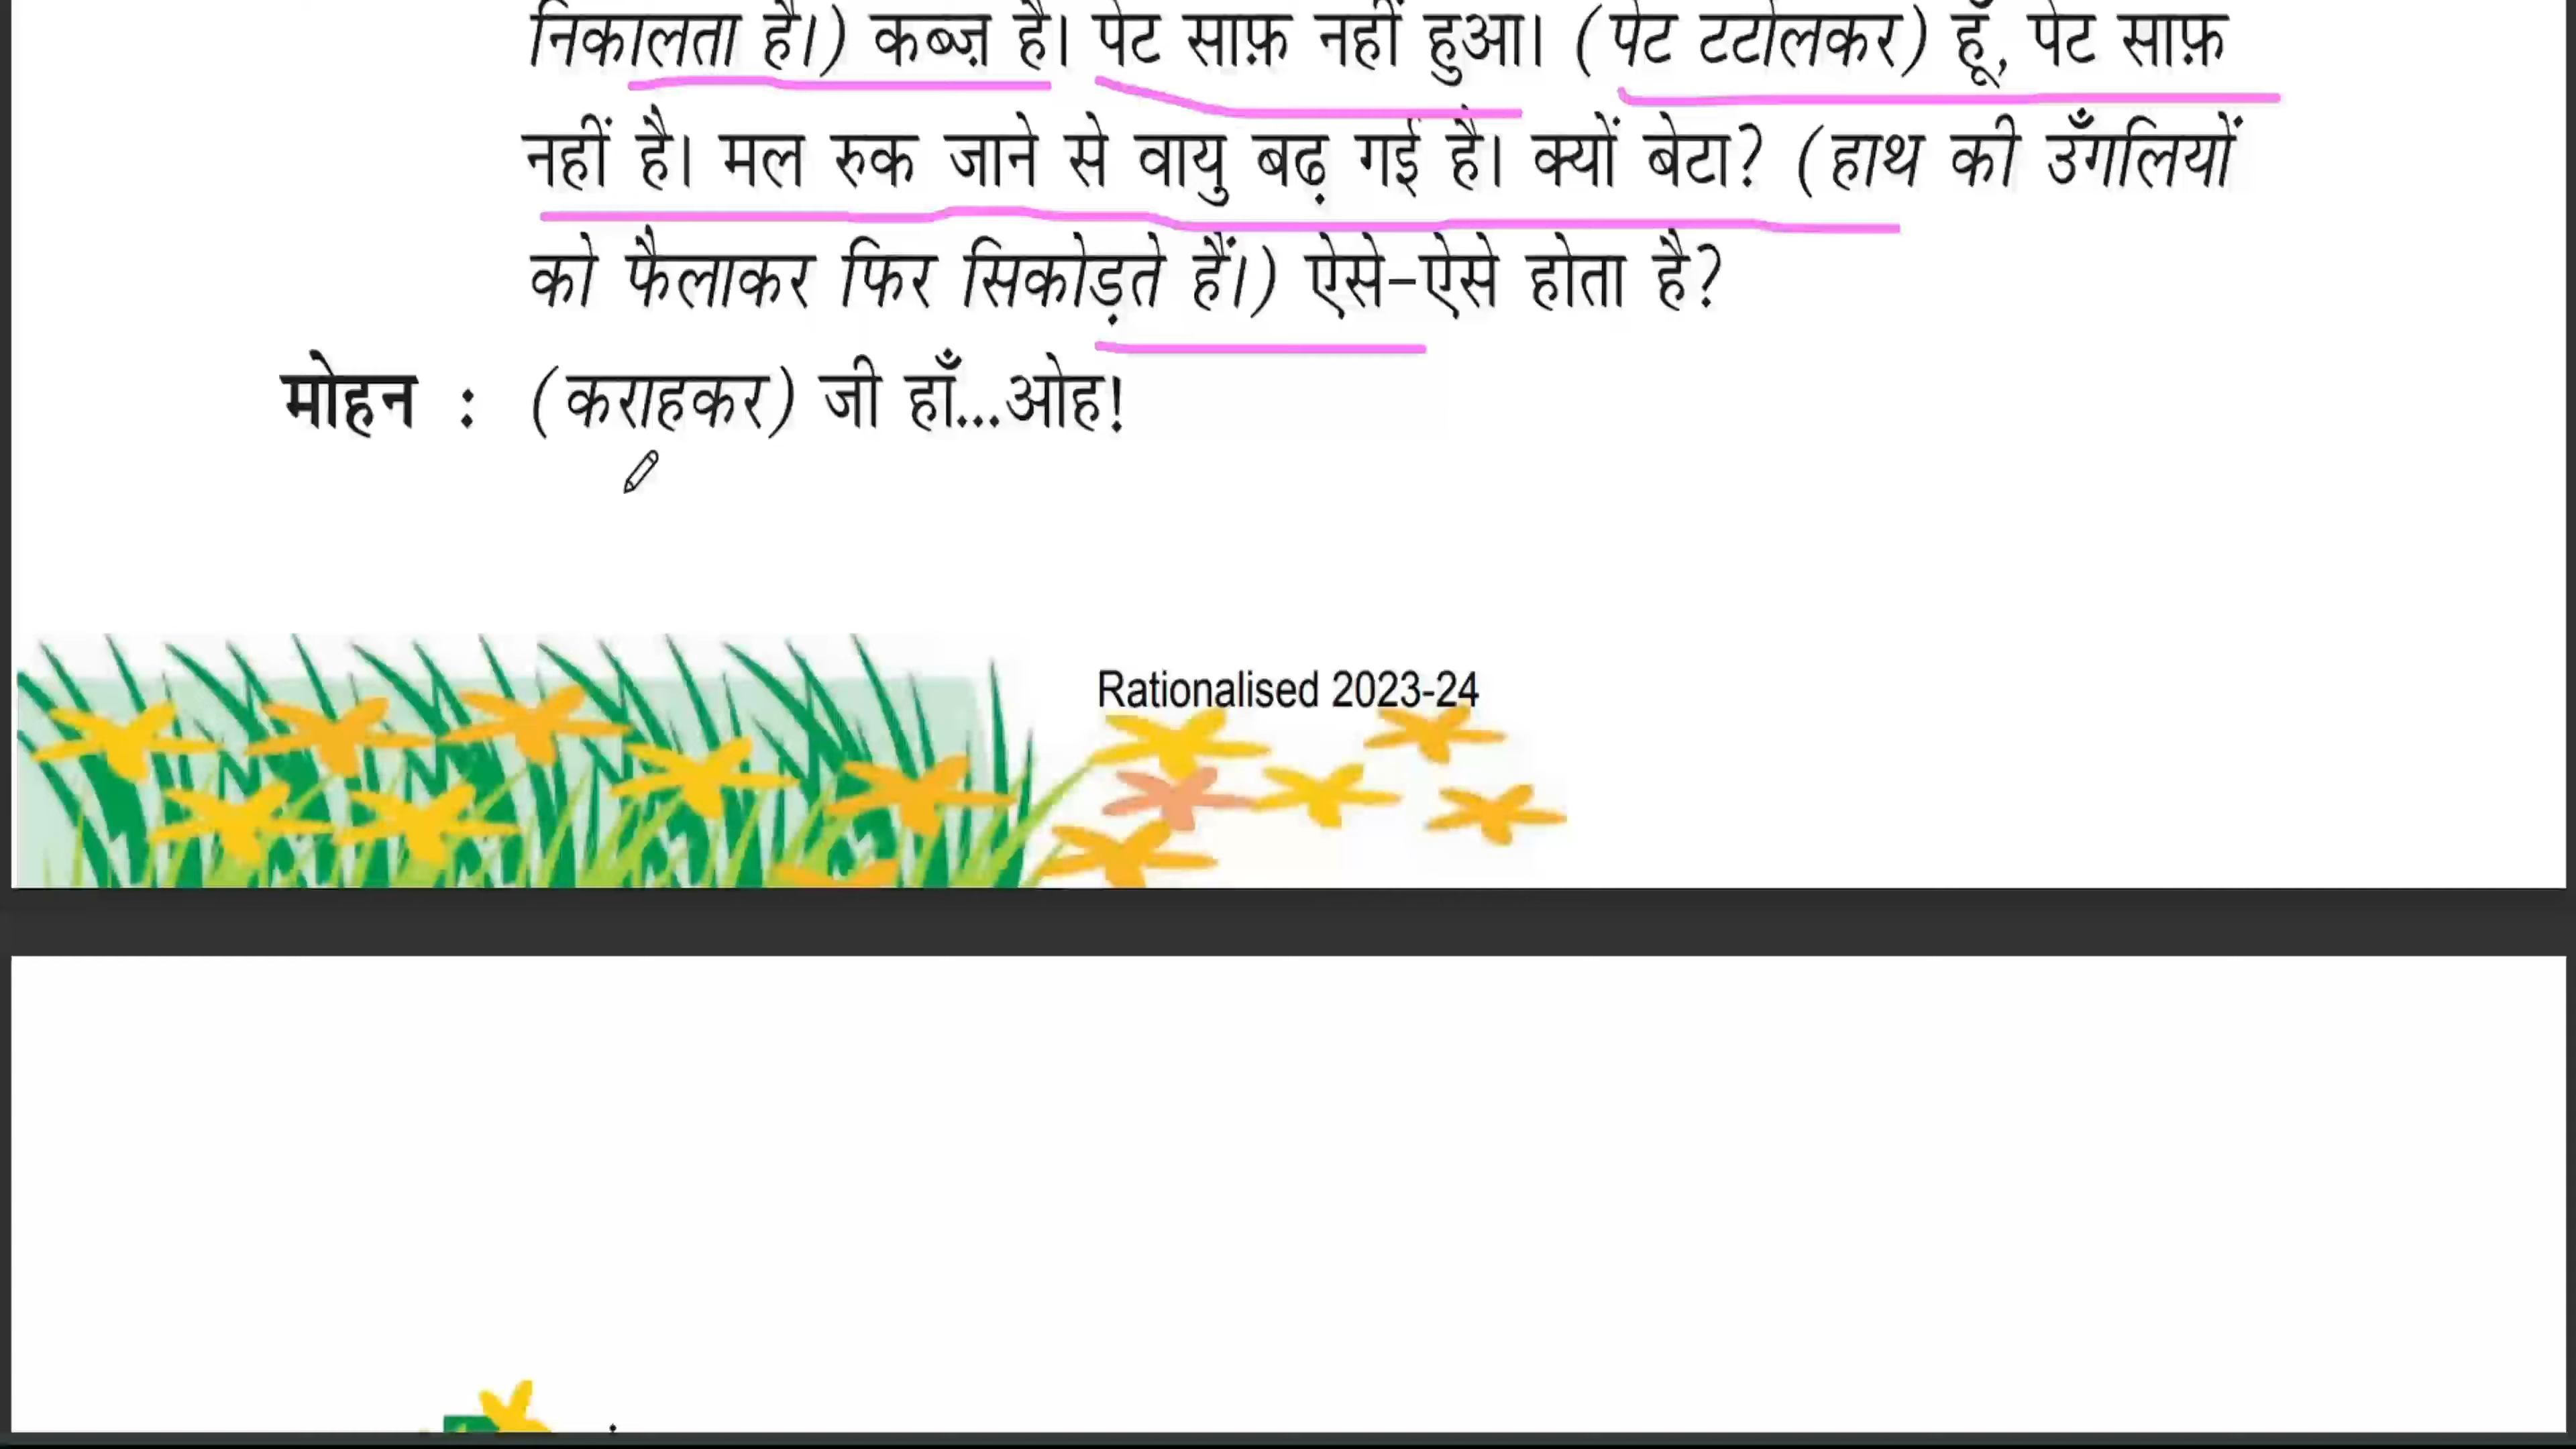 निकालता है।) कब्ज़ है। पेट साफ़ नहीं हुआ। (पेट टटोलकर) हूँ, पेट साफ़
नहीं है। मल रुक जाने से वायु बढ़ गई है। क्यों बेटा? (हाथ की उँगलियों
को फैलाकर फिर सिकोड़ते हैं।) ऐसे-ऐसे होता है?
मोहन : (कराहकर) जी हाँ...ओह!
Rationalised 2023-24